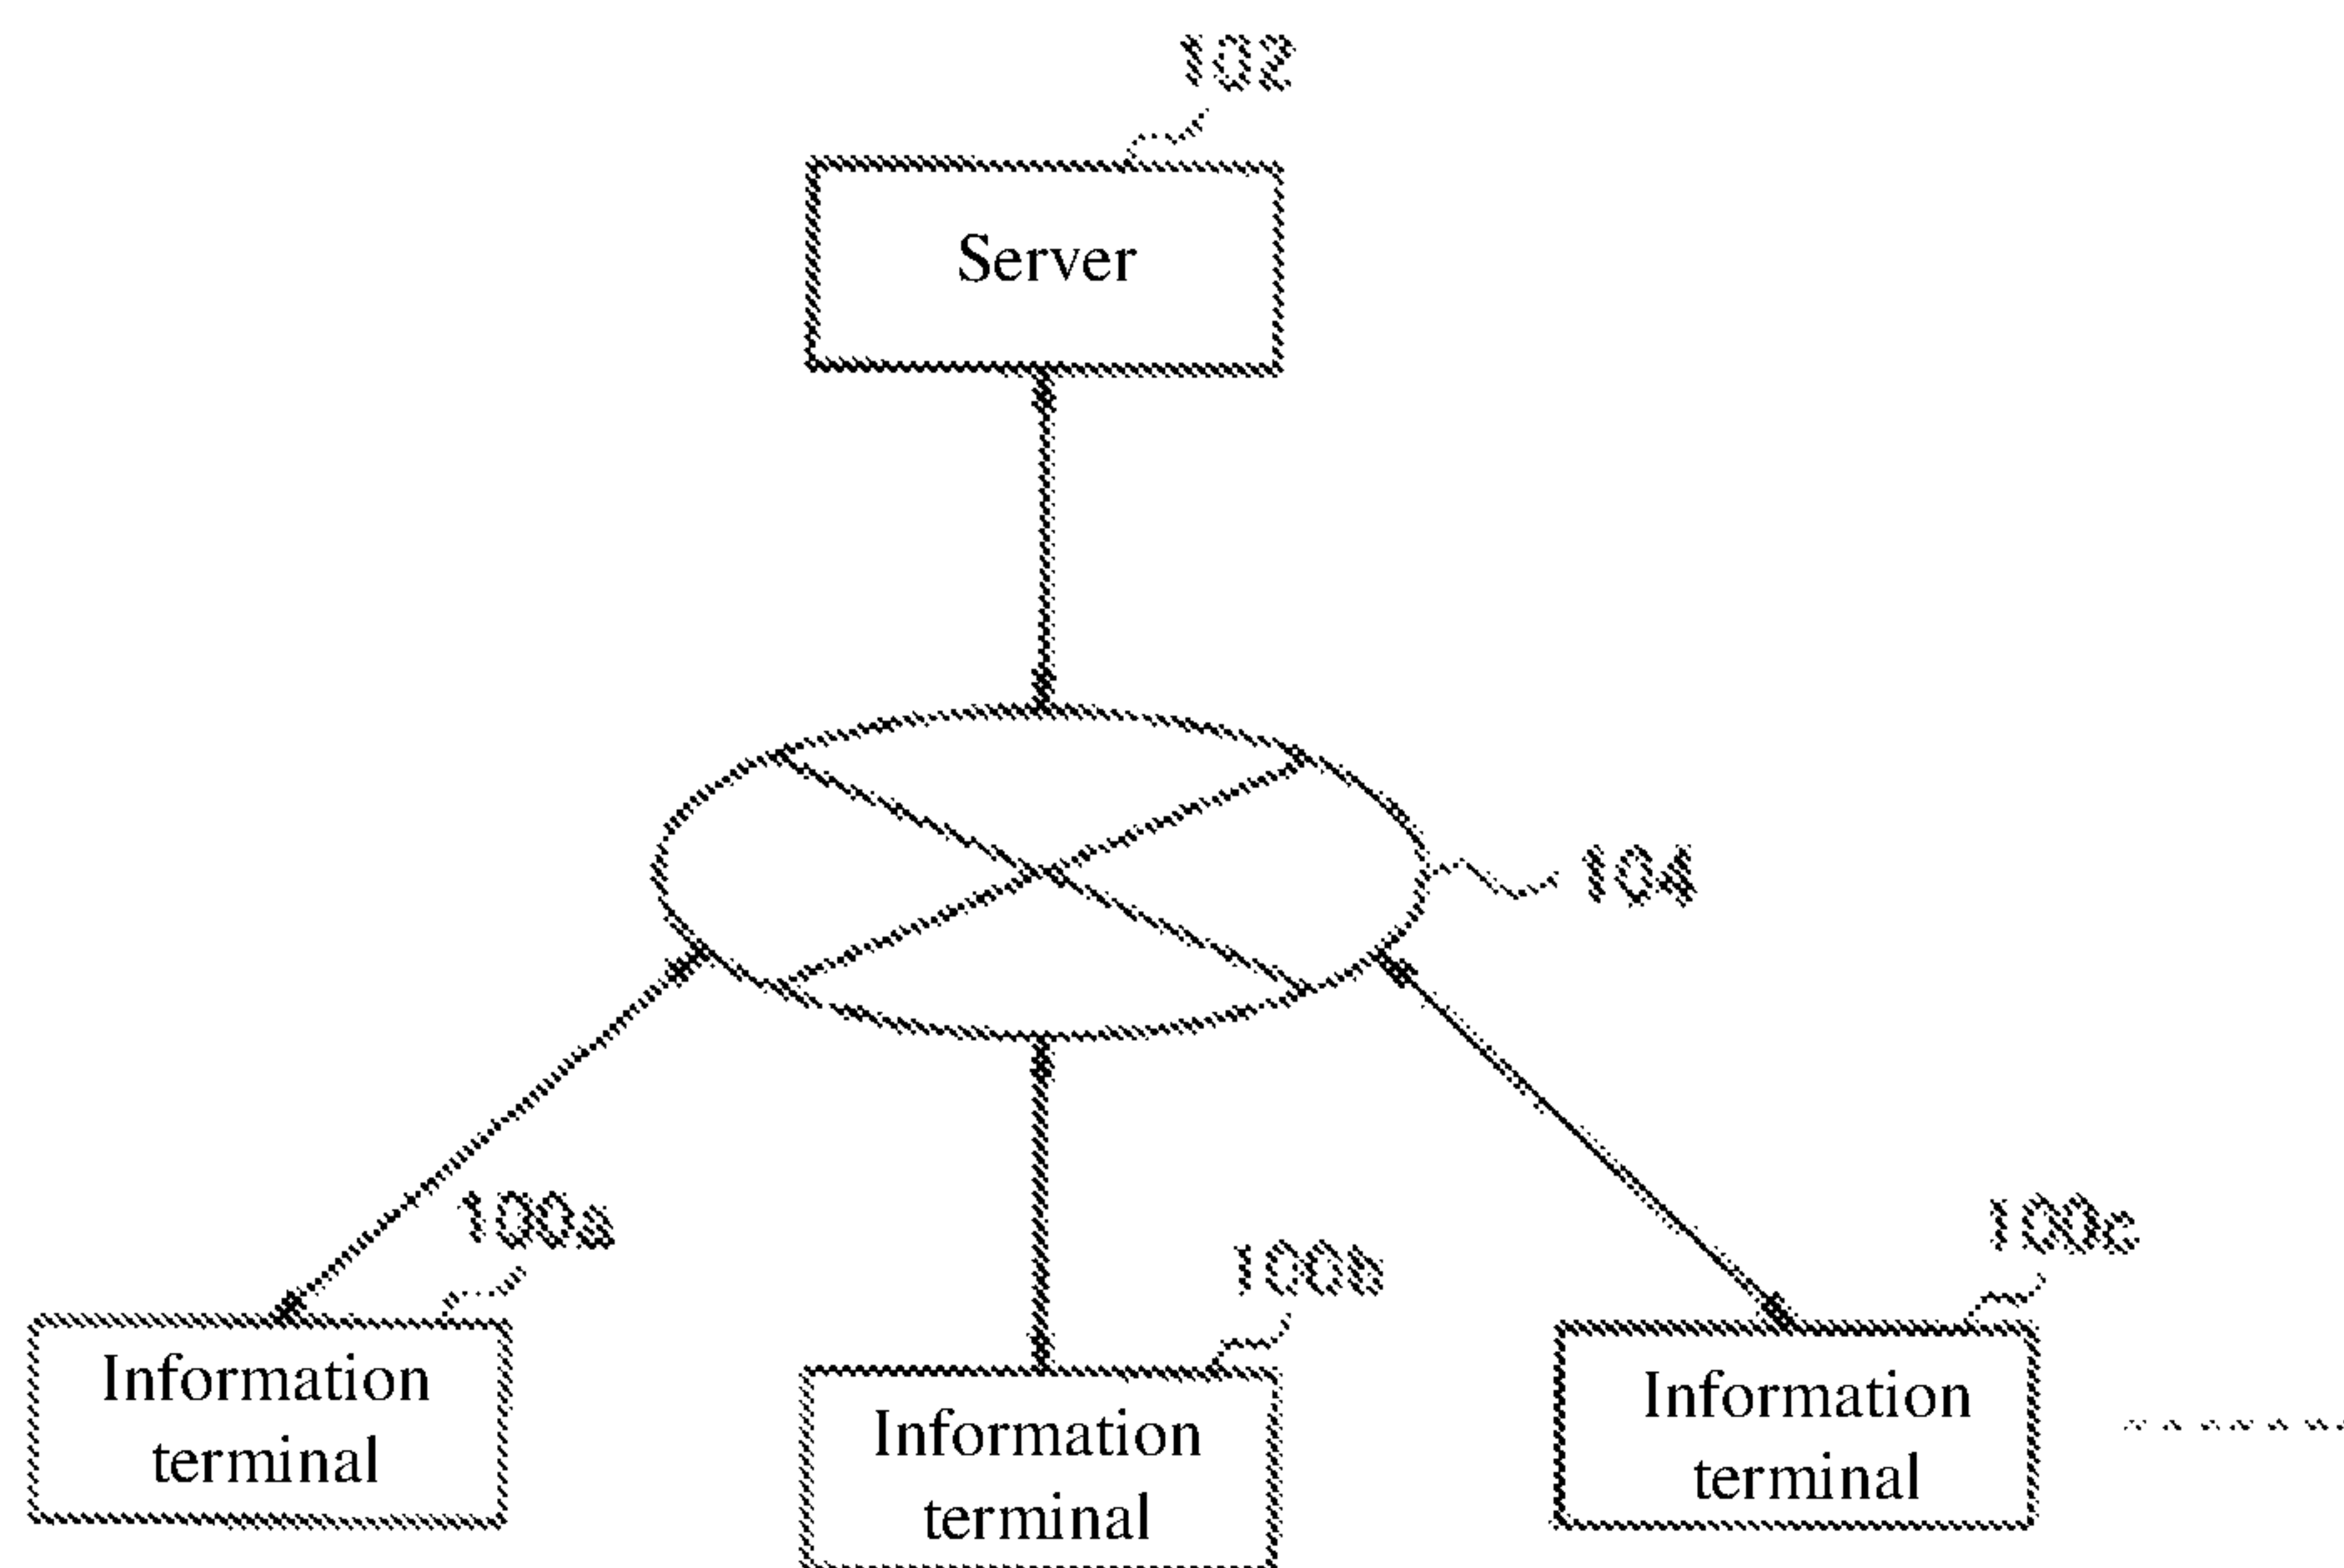 102
Server
104
100a
100b
100c
Information
terminal
Information
terminal
Information
terminal